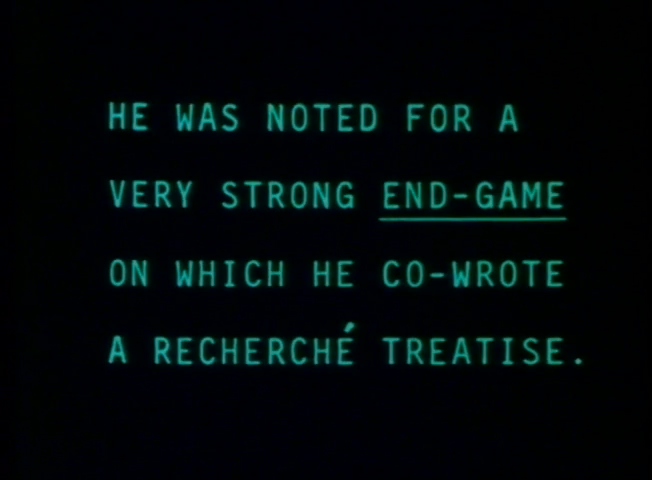 HE WAS NOTED FOR A
VERY STRONG END-GAME
ON WHICH HE CO-WROTE
A RECHERCHÉ TREATISE.